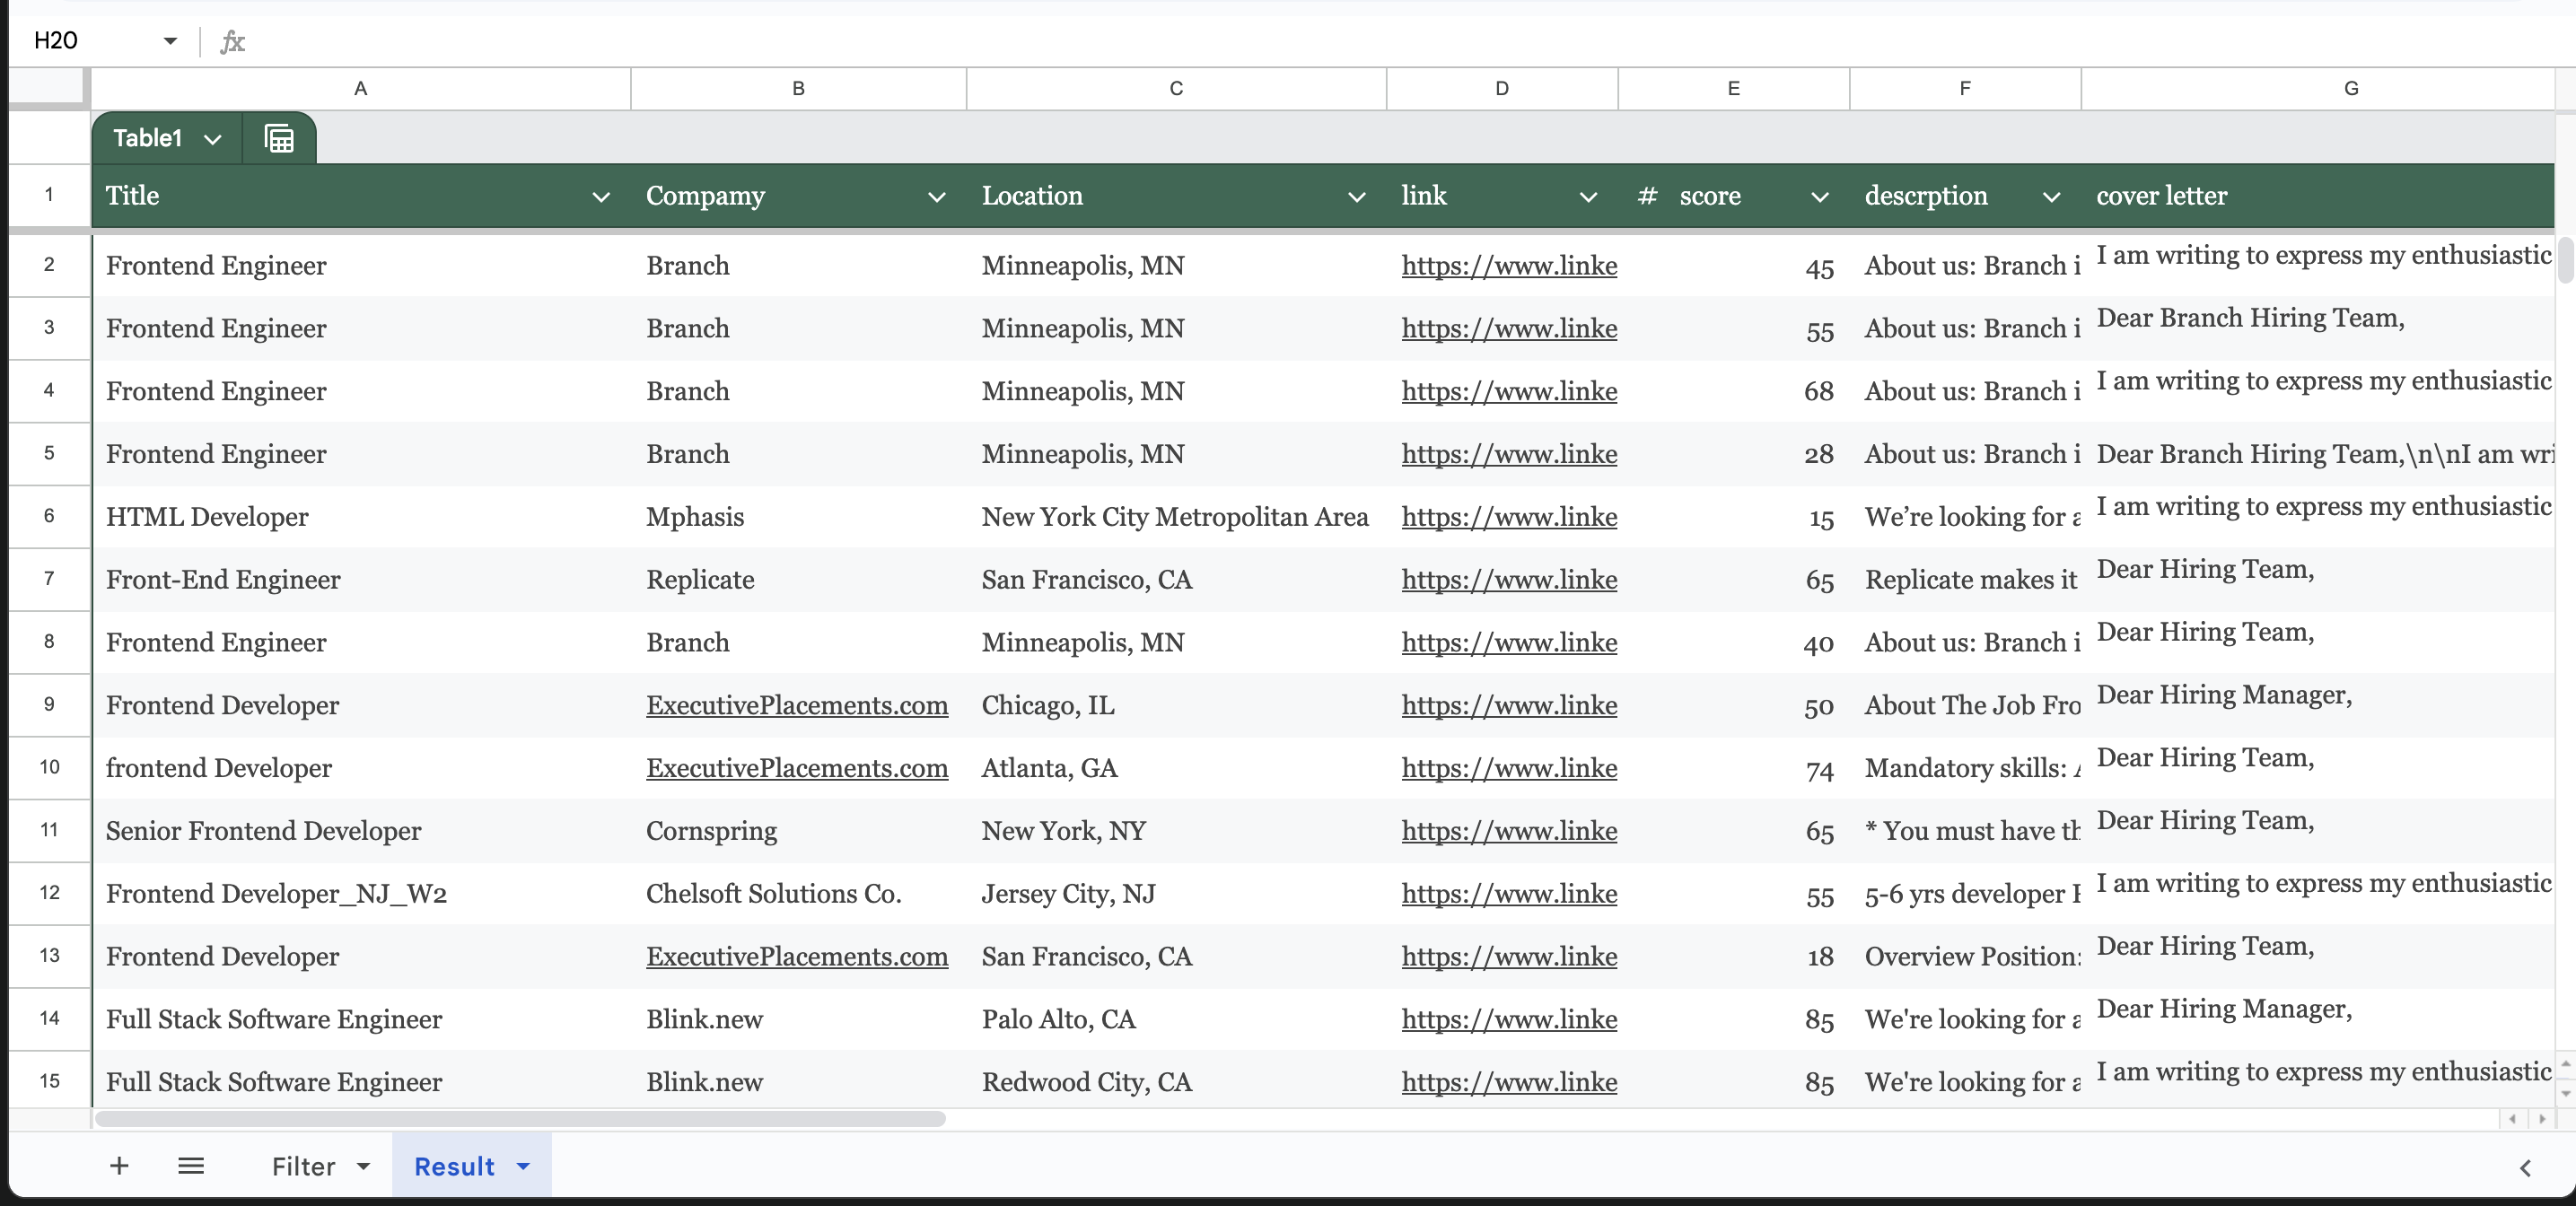 H20 fx
A B C D E F G
Table1
1 Title Compamy Location link # score descrption cover letter
2 Frontend Engineer Branch Minneapolis, MN https://www.linke 45 About us: Branch i I am writing to express my enthusiastic
3 Frontend Engineer Branch Minneapolis, MN https://www.linke 55 About us: Branch i Dear Branch Hiring Team,
4 Frontend Engineer Branch Minneapolis, MN https://www.linke 68 About us: Branch i I am writing to express my enthusiastic
5 Frontend Engineer Branch Minneapolis, MN https://www.linke 28 About us: Branch i Dear Branch Hiring Team,\n\nI am wri
6 HTML Developer Mphasis New York City Metropolitan Area https://www.linke 15 We’re looking for a I am writing to express my enthusiastic
7 Front-End Engineer Replicate San Francisco, CA https://www.linke 65 Replicate makes it Dear Hiring Team,
8 Frontend Engineer Branch Minneapolis, MN https://www.linke 40 About us: Branch i Dear Hiring Team,
9 Frontend Developer ExecutivePlacements.com Chicago, IL https://www.linke 50 About The Job Fro Dear Hiring Manager,
10 frontend Developer ExecutivePlacements.com Atlanta, GA https://www.linke 74 Mandatory skills: Dear Hiring Team,
11 Senior Frontend Developer Cornspring New York, NY https://www.linke 65 * You must have th Dear Hiring Team,
12 Frontend Developer_NJ_W2 Chelsoft Solutions Co. Jersey City, NJ https://www.linke 55 5-6 yrs developer I am writing to express my enthusiastic
13 Frontend Developer ExecutivePlacements.com San Francisco, CA https://www.linke 18 Overview Position: Dear Hiring Team,
14 Full Stack Software Engineer Blink.new Palo Alto, CA https://www.linke 85 We're looking for a Dear Hiring Manager,
15 Full Stack Software Engineer Blink.new Redwood City, CA https://www.linke 85 We're looking for a I am writing to express my enthusiastic
Filter Result